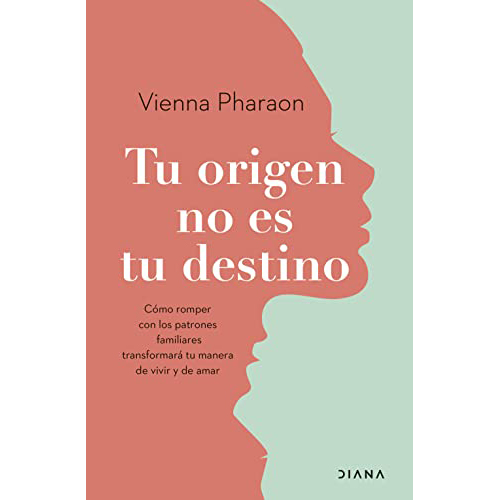 Vienna Pharaon
Tu origen
no es
tu destino
Cómo romper
con los patrones
familiares
transformará tu manera
de vivir y de amar
DIANA